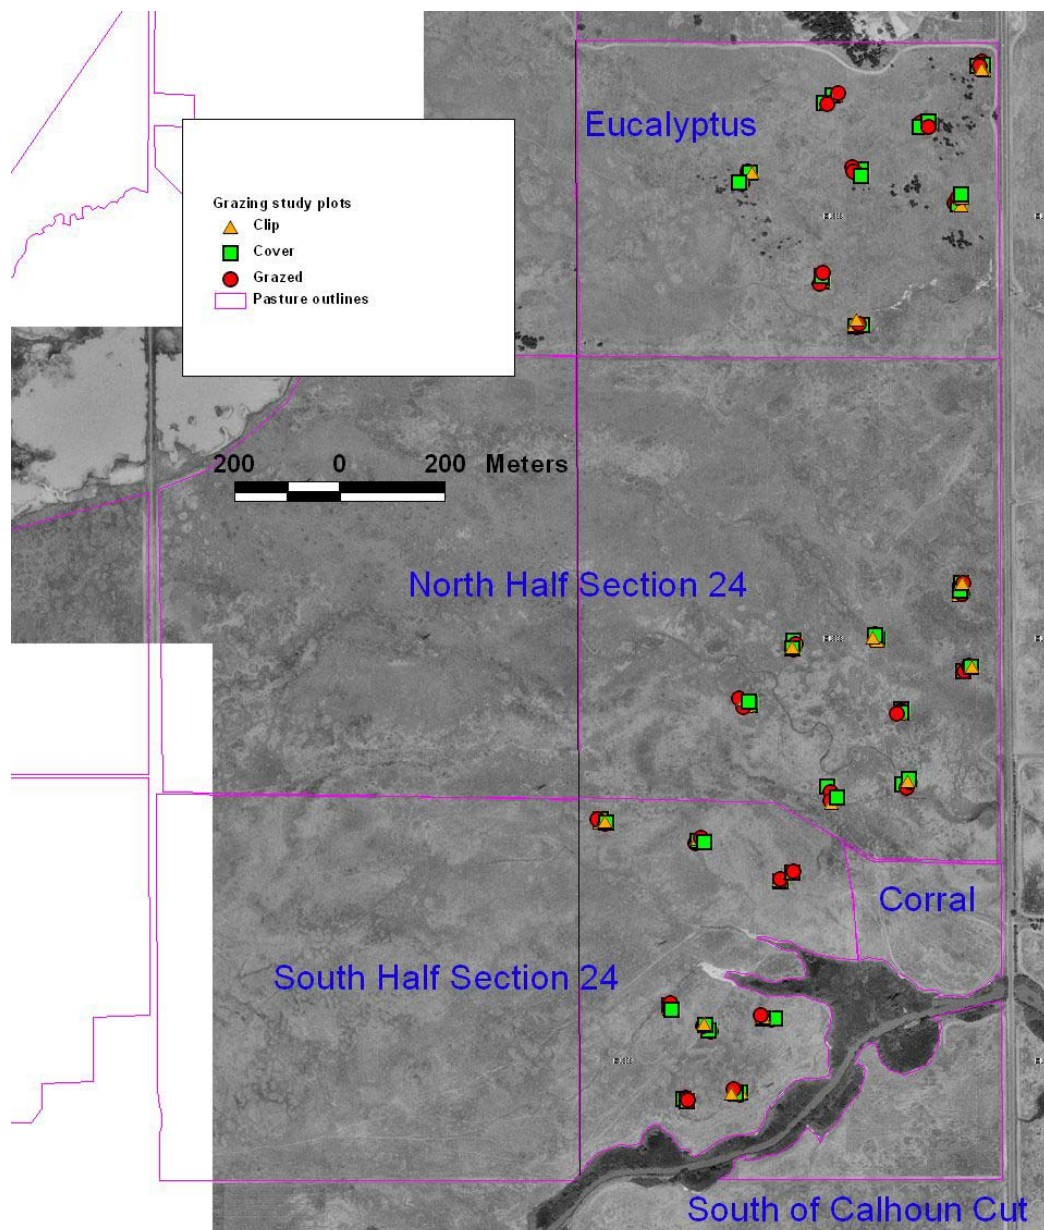 Eucalyptus
Grazing study plots
Clip
Cover
Grazed
Pasture outlines
200 0 200 Meters
North Half Section 24
Corral
South Half Section 24
South of Calhoun Cut